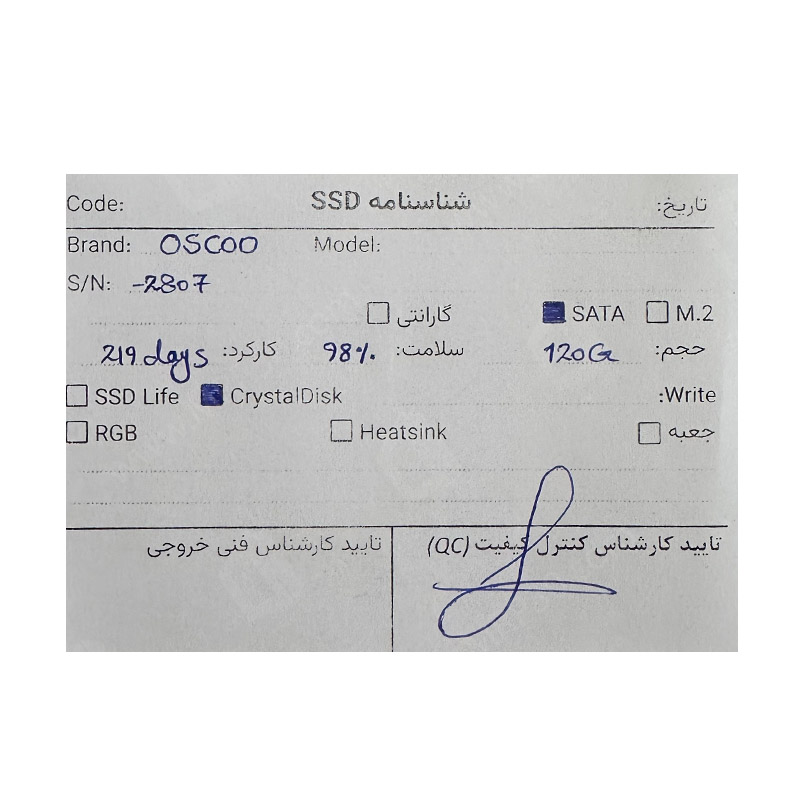 Code: شناسنامه SSD تاریخ:
Brand: OSCOO Model:
S/N: -2807
گارانتی SATA M.2
حجم: 120G سلامت: 98% کارکرد: 219 days
SSD Life CrystalDisk Write:
RGB Heatsink جعبه
تایید کارشناس کنترل کیفیت (QC) تایید کارشناس فنی خروجی